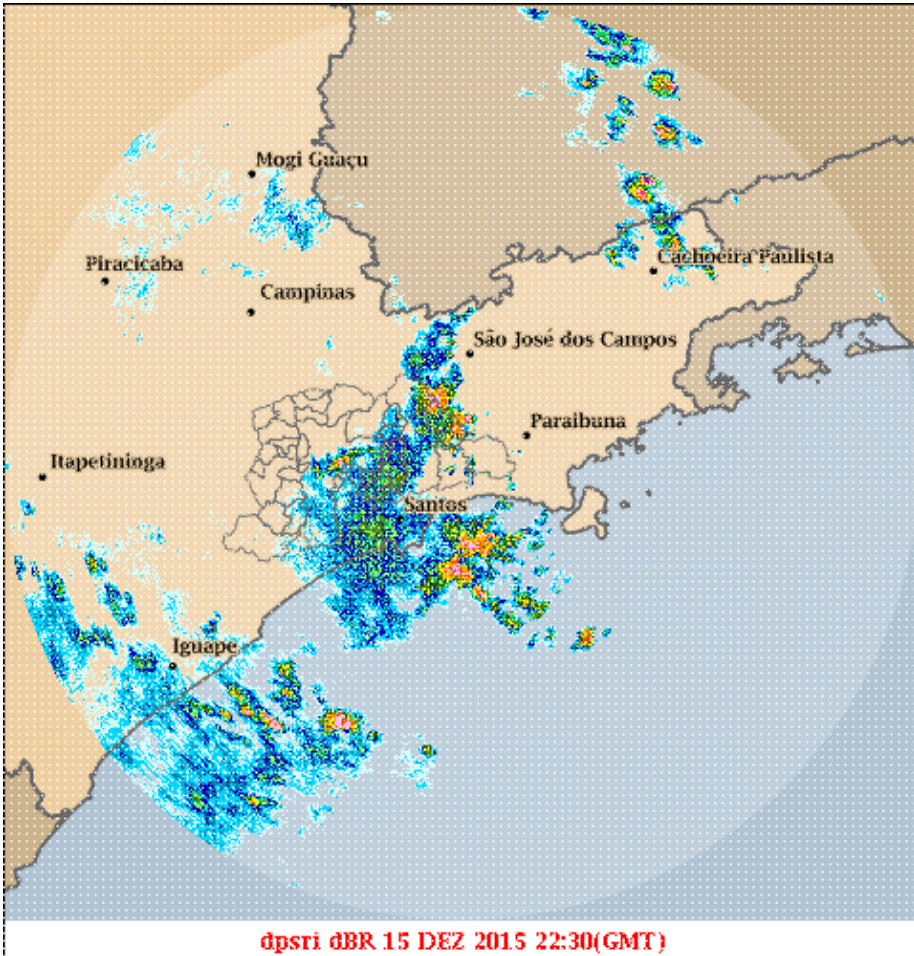 Mogi Guaçu
Cachoeira Paulista
Piracicaba
Campinas
São José dos Campos
Paraibuna
Itapetininga
Santos
Iguape
dpsri dBR 15 DEZ 2015 22:30(GMT)